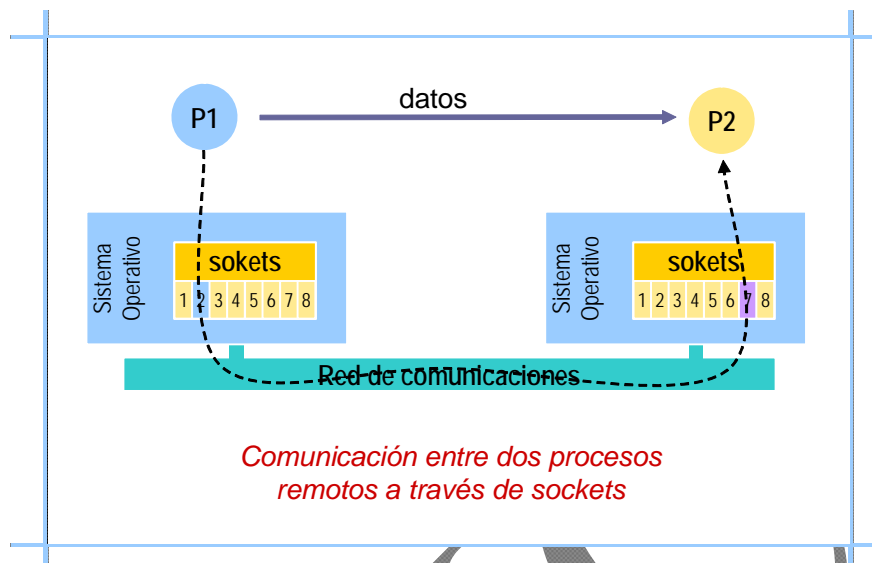 datos
P1
P2
Sistema
Operativo
sokets
1 2 3 4 5 6 7 8
Sistema
Operativo
sokets
1 2 3 4 5 6 7 8
Red de comunicaciones
Comunicación entre dos procesos
remotos a través de sockets